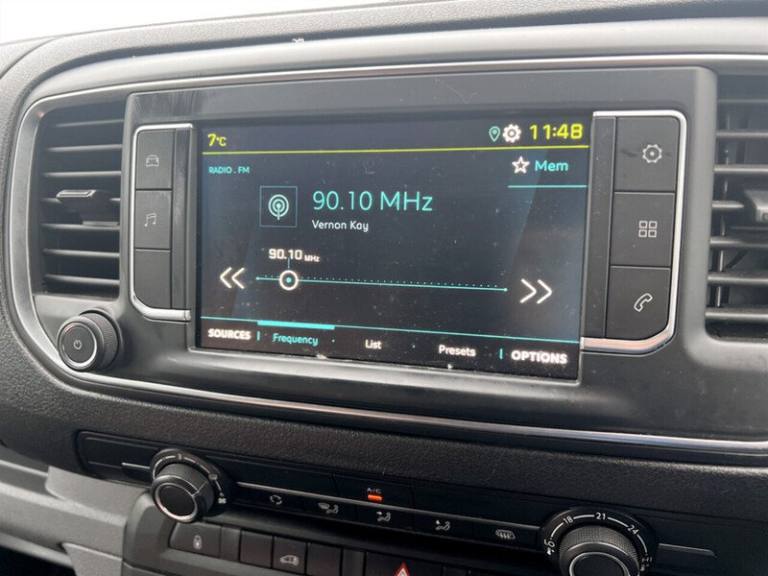 7°C 11:48
RADIO . FM
Mem
90.10 MHz
Vernon Kay
90.10 MHz
SOURCES Frequency List Presets OPTIONS
A/C
18 21 24